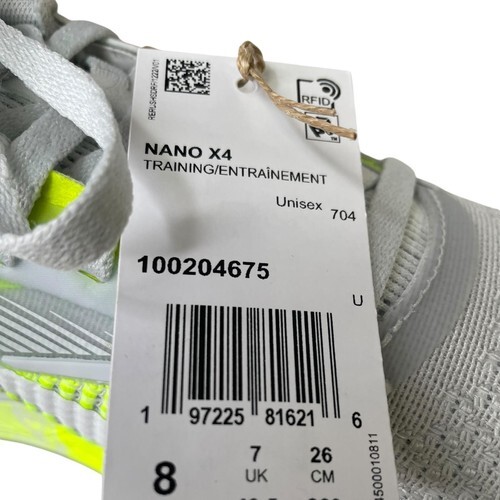 RFID
NANO X4
TRAINING/ENTRAÎNEMENT
Unisex 704
100204675
U
1 97225 81621 6
8
7
UK
26
CM